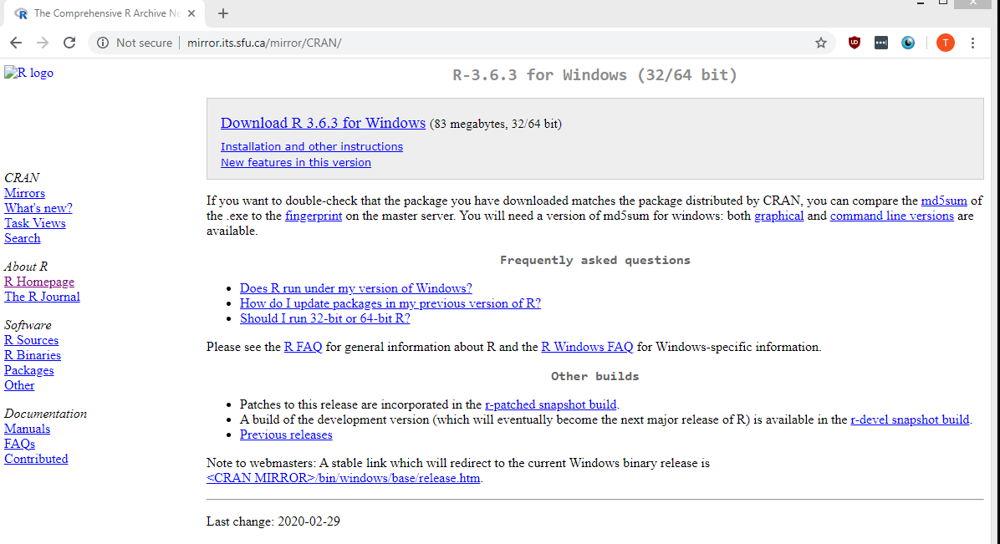 The Comprehensive R Archive Ne
Not secure | mirror.its.sfu.ca/mirror/CRAN/
T
R logo
CRAN
Mirrors
What's new?
Task Views
Search
About R
R Homepage
The R Journal
Software
R Sources
R Binaries
Packages
Other
Documentation
Manuals
FAQs
Contributed
R-3.6.3 for Windows (32/64 bit)
Download R 3.6.3 for Windows (83 megabytes, 32/64 bit)
Installation and other instructions
New features in this version
If you want to double-check that the package you have downloaded matches the package distributed by CRAN, you can compare the md5sum of
the .exe to the fingerprint on the master server. You will need a version of md5sum for windows: both graphical and command line versions are
available.
Frequently asked questions
Does R run under my version of Windows?
How do I update packages in my previous version of R?
Should I run 32-bit or 64-bit R?
Please see the R FAQ for general information about R and the R Windows FAQ for Windows-specific information.
Other builds
Patches to this release are incorporated in the r-patched snapshot build.
A build of the development version (which will eventually become the next major release of R) is available in the r-devel snapshot build.
Previous releases
Note to webmasters: A stable link which will redirect to the current Windows binary release is
<CRAN MIRROR>/bin/windows/base/release.htm.
Last change: 2020-02-29